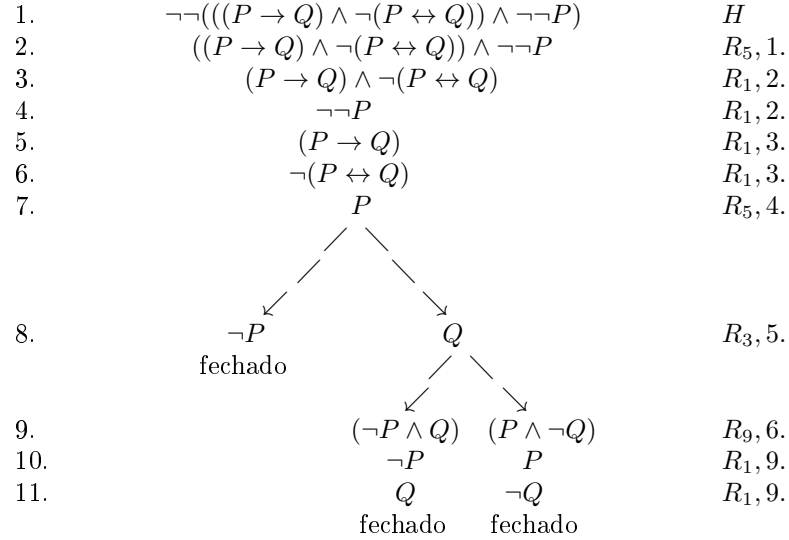 1. ¬¬(((P → Q) ∧ ¬(P ↔ Q)) ∧ ¬¬P) H
2. ((P → Q) ∧ ¬(P ↔ Q)) ∧ ¬¬P R₅, 1.
3. (P → Q) ∧ ¬(P ↔ Q) R₁, 2.
4. ¬¬P R₁, 2.
5. (P → Q) R₁, 3.
6. ¬(P ↔ Q) R₁, 3.
7. P R₅, 4.
8. ¬P Q R₃, 5.
fechado
9. (¬P ∧ Q) (P ∧ ¬Q) R₉, 6.
10. ¬P P R₁, 9.
11. Q ¬Q R₁, 9.
fechado fechado